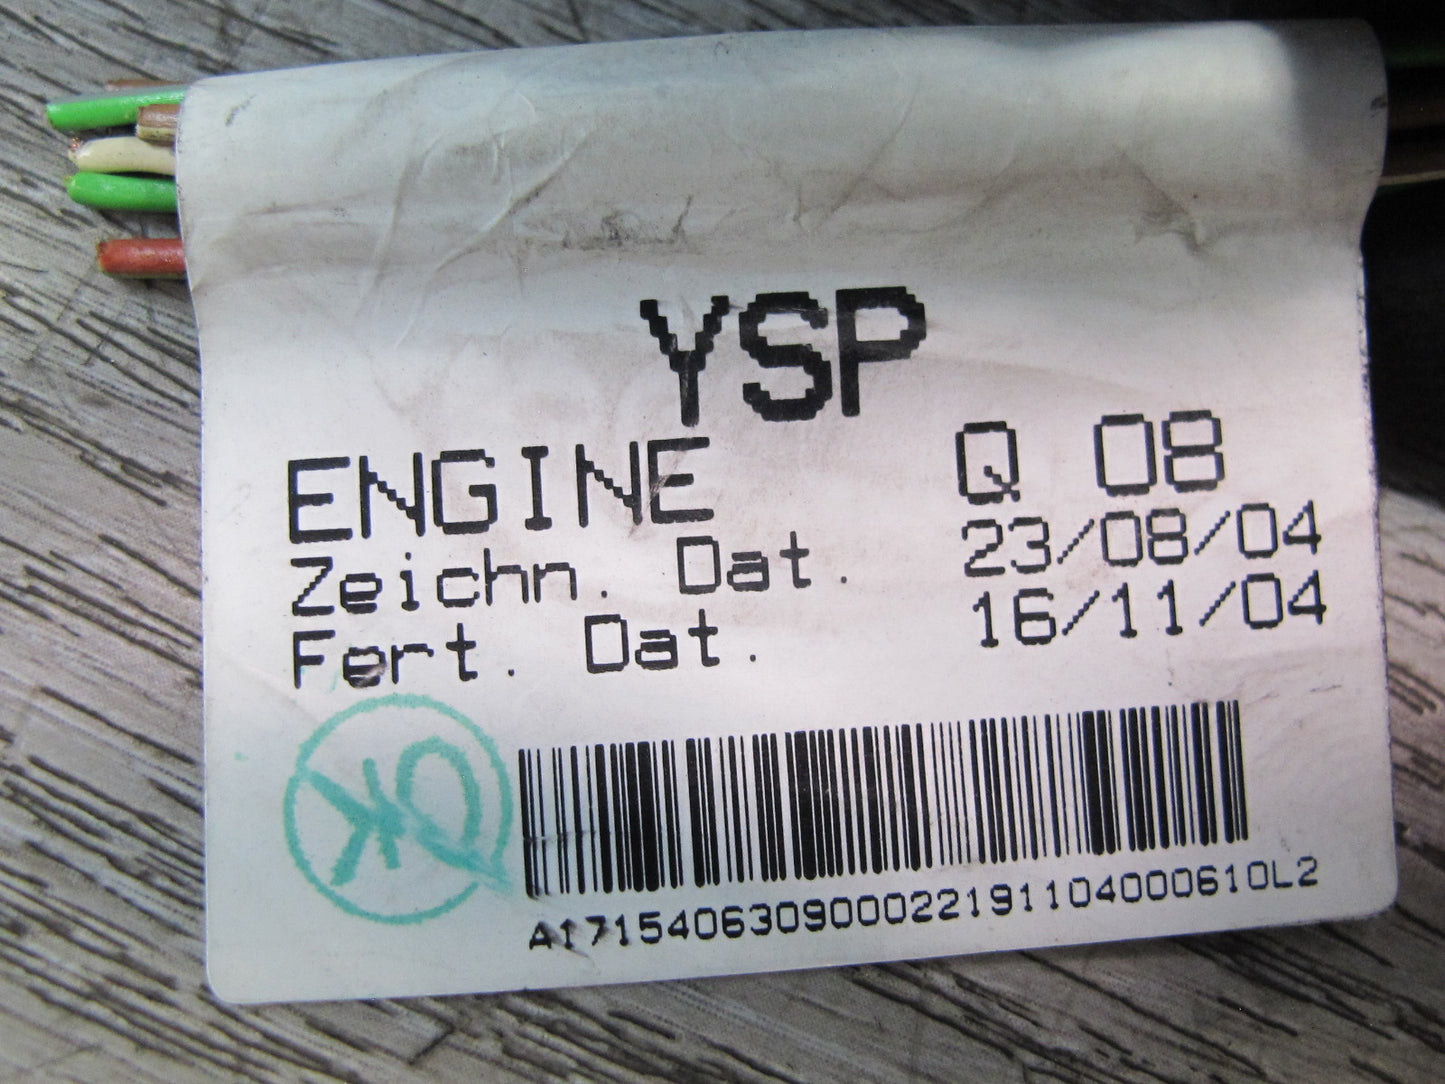 YSP
ENGINE Q 08
Zeichn. Dat. 23/08/04
Fert. Dat. 16/11/04
OK
A171540630900022191104000610L2